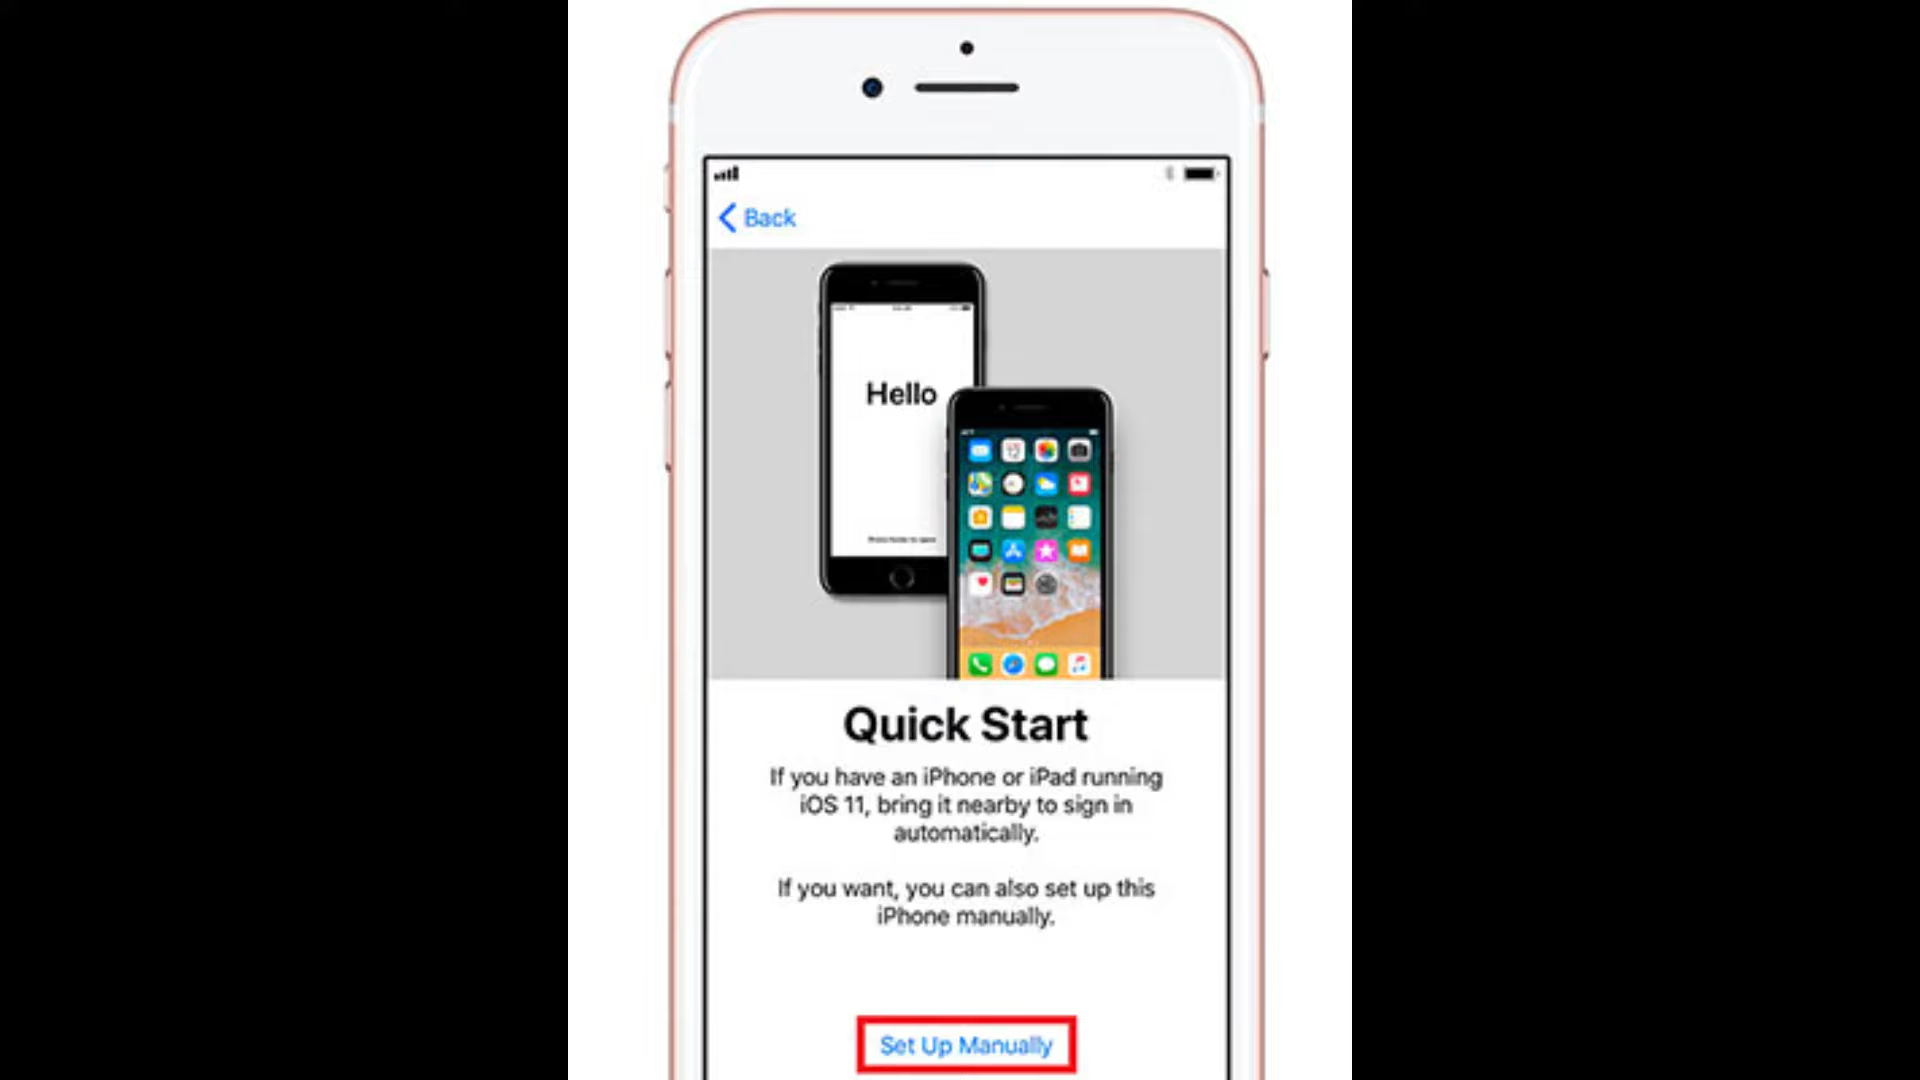 Back
Hello
Quick Start
If you have an iPhone or iPad running
iOS 11, bring it nearby to sign in
automatically.
If you want, you can also set up this
iPhone manually.
Set Up Manually